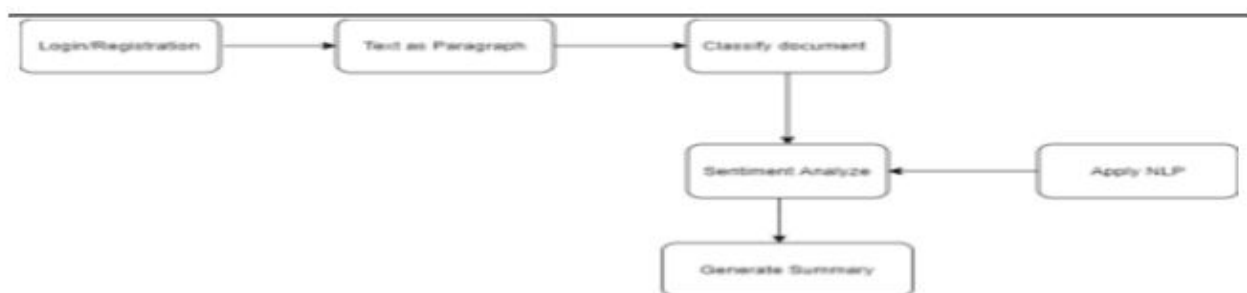 Login/Registration
Text as Paragraph
Classify document
Sentiment Analyze
Apply NLP
Generate Summary